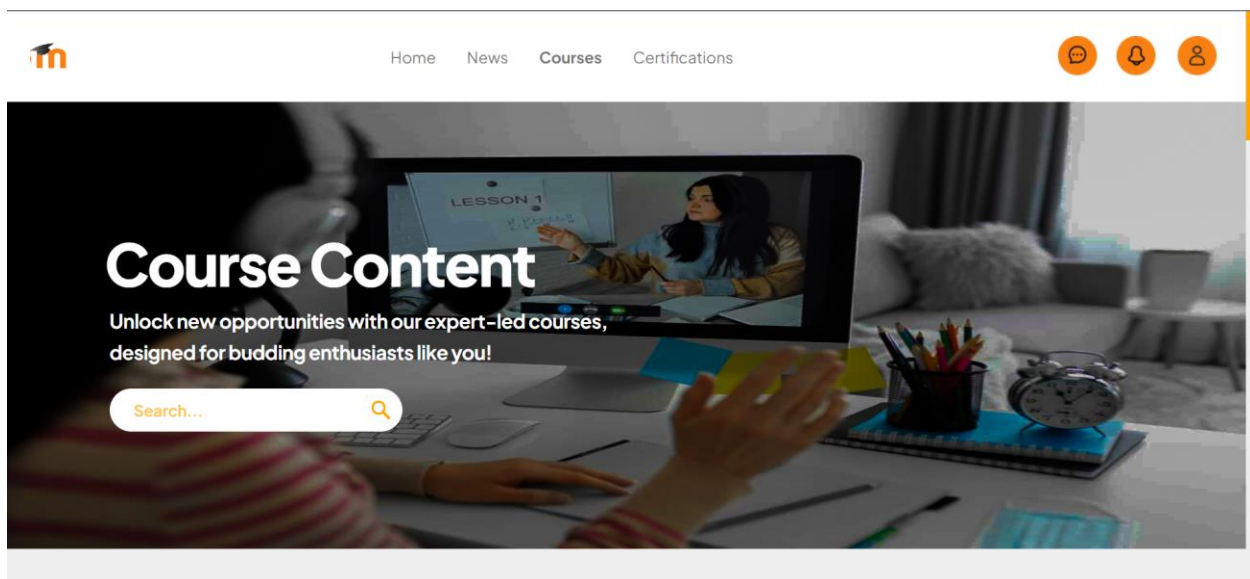 m
Home News Courses Certifications
LESSON 1
Course Content
Unlock new opportunities with our expert-led courses,
designed for budding enthusiasts like you!
Search...